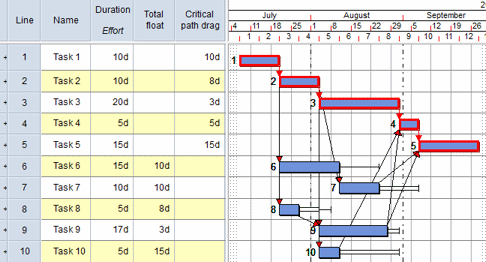 July August September
Line Name Duration Effort Total float Critical path drag
4 11 18 25 1 8 15 22 29 5 12 19 26
+ 1 Task 1 10d 10d 1
+ 2 Task 2 10d 8d 2
+ 3 Task 3 20d 3d 3
+ 4 Task 4 5d 5d 4
+ 5 Task 5 15d 15d 5
+ 6 Task 6 15d 10d 6
+ 7 Task 7 10d 10d 7
+ 8 Task 8 5d 8d 8
+ 9 Task 9 17d 3d 9
+ 10 Task 10 5d 15d 10